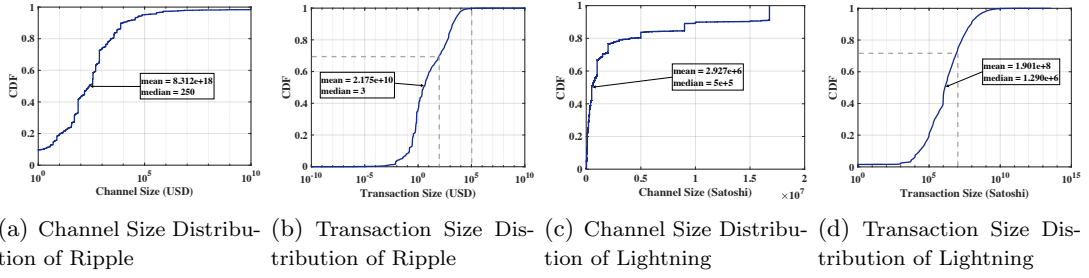 1
0.8
0.6
0.4
0.2
0
CDF
mean = 8.312e+18
median = 250
10^0
10^5
10^10
Channel Size (USD)
1
0.8
0.6
0.4
0.2
0
CDF
mean = 2.175e+10
median = 3
10^-10
10^-5
10^0
10^5
10^10
Transaction Size (USD)
1
0.8
0.6
0.4
0.2
0
CDF
mean = 2.927e+6
median = 5e+5
0
0.5
1
1.5
2
×10^7
Channel Size (Satoshi)
1
0.8
0.6
0.4
0.2
0
CDF
mean = 1.901e+8
median = 1.290e+6
10^0
10^5
10^10
10^15
Transaction Size (Satoshi)
(a) Channel Size Distribu-
tion of Ripple
(b) Transaction Size Dis-
tribution of Ripple
(c) Channel Size Distribu-
tion of Lightning
(d) Transaction Size Dis-
tribution of Lightning